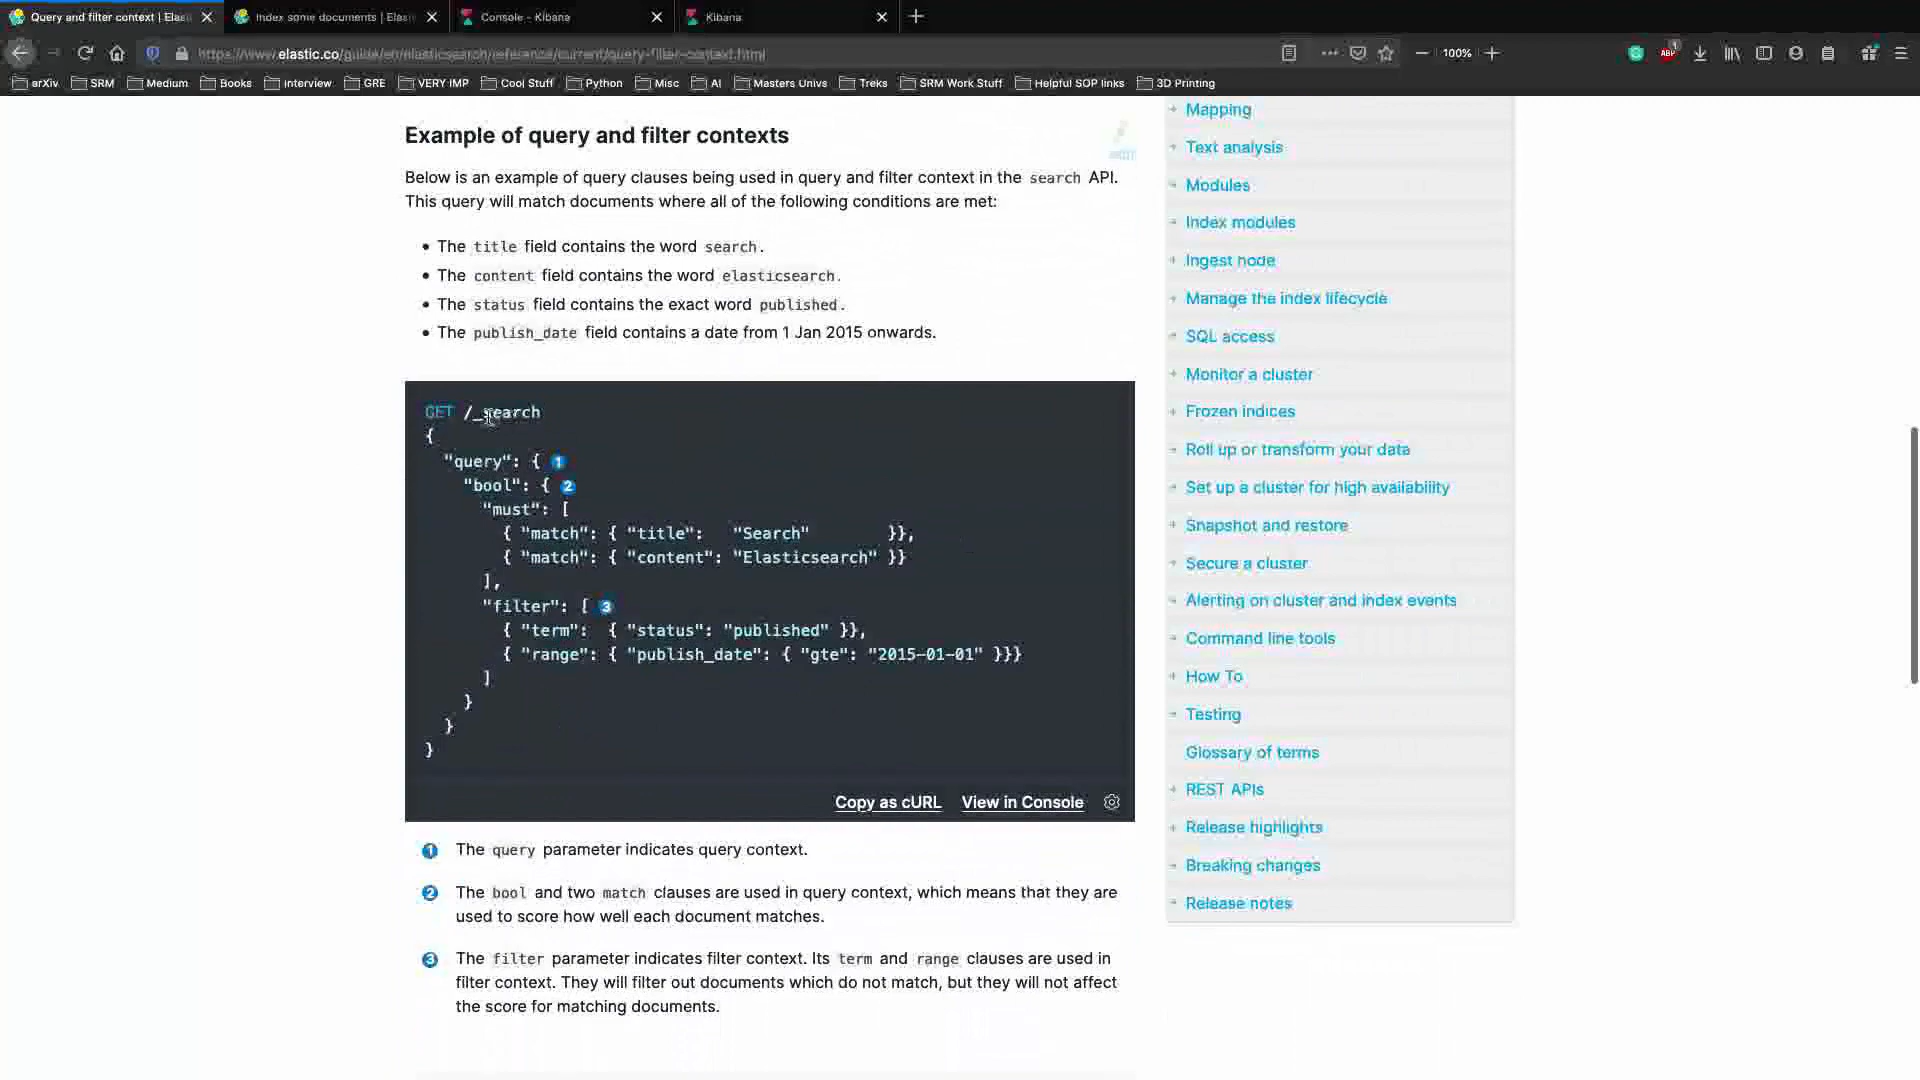 Query and filter context | Elast
Index some documents | Elast
Console - Kibana
Kibana
https://www.elastic.co/guide/en/elasticsearch/reference/current/query-filter-context.html
100%
ABP
1
arXiv
SRM
Medium
Books
Interview
GRE
VERY IMP
Cool Stuff
Python
Misc
AI
Masters Univs
Treks
SRM Work Stuff
Helpful SOP links
3D Printing
Example of query and filter contexts
Below is an example of query clauses being used in query and filter context in the search API.
This query will match documents where all of the following conditions are met:
• The title field contains the word search.
• The content field contains the word elasticsearch.
• The status field contains the exact word published.
• The publish_date field contains a date from 1 Jan 2015 onwards.
GET /_search
{
"query": { 1
"bool": { 2
"must": [
{ "match": { "title":   "Search"        }},
{ "match": { "content": "Elasticsearch" }}
],
"filter": [ 3
{ "term":  { "status": "published" }},
{ "range": { "publish_date": { "gte": "2015-01-01" }}}
]
}
}
}
Copy as cURL View in Console
1 The query parameter indicates query context.
2 The bool and two match clauses are used in query context, which means that they are
used to score how well each document matches.
3 The filter parameter indicates filter context. Its term and range clauses are used in
filter context. They will filter out documents which do not match, but they will not affect
the score for matching documents.
+ Mapping
+ Text analysis
+ Modules
+ Index modules
+ Ingest node
+ Manage the index lifecycle
+ SQL access
+ Monitor a cluster
+ Frozen indices
+ Roll up or transform your data
+ Set up a cluster for high availability
+ Snapshot and restore
+ Secure a cluster
+ Alerting on cluster and index events
+ Command line tools
+ How To
+ Testing
Glossary of terms
+ REST APIs
+ Release highlights
+ Breaking changes
+ Release notes